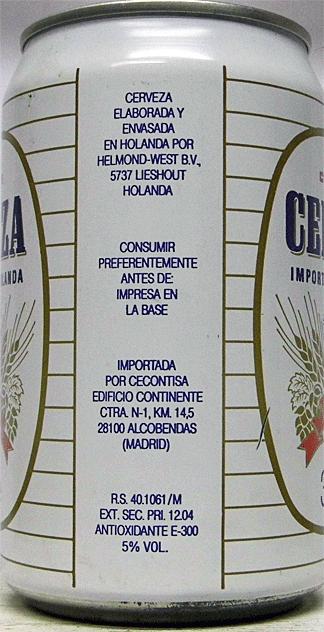 CERVEZA
ELABORADA Y
ENVASADA
EN HOLANDA POR
HELMOND-WEST B.V.,
5737 LIESHOUT
HOLANDA
CONSUMIR
PREFERENTEMENTE
ANTES DE:
IMPRESA EN
LA BASE
IMPORTADA
POR CECONTISA
EDIFICIO CONTINENTE
CTRA. N-1, KM. 14,5
28100 ALCOBENDAS
(MADRID)
R.S. 40.1061/M
EXT. SEC. PRI. 12.04
ANTIOXIDANTE E-300
5% VOL.
ZA
LANDA
CE
IMPORT